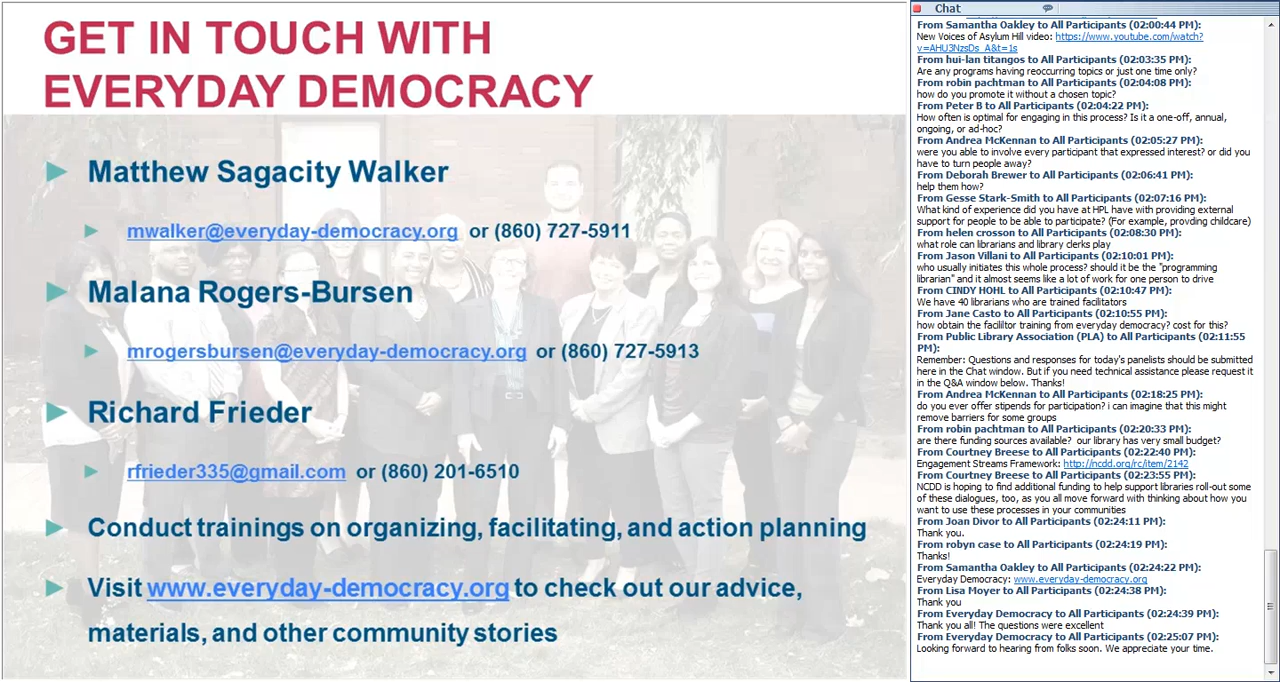 GET IN TOUCH WITH
EVERYDAY DEMOCRACY
Matthew Sagacity Walker
mwalker@everyday-democracy.org or (860) 727-5911
Malana Rogers-Bursen
mrogersbursen@everyday-democracy.org or (860) 727-5913
Richard Frieder
rfrieder335@gmail.com or (860) 201-6510
Conduct trainings on organizing, facilitating, and action planning
Visit www.everyday-democracy.org to check out our advice,
materials, and other community stories
Chat
From Samantha Oakley to All Participants (02:00:44 PM):
New Voices of Asylum Hill video: https://www.youtube.com/watch?
v=AHU3NzsDs_A&t=1s
From hui-lan titangos to All Participants (02:03:35 PM):
Are any programs having reoccurring topics or just one time only?
From robin pachtman to All Participants (02:04:08 PM):
how do you promote it without a chosen topic?
From Peter B to All Participants (02:04:22 PM):
How often is optimal for engaging in this process? Is it a one-off, annual,
ongoing, or ad-hoc?
From Andrea McKennan to All Participants (02:05:27 PM):
were you able to involve every participant that expressed interest? or did you
have to turn people away?
From Deborah Brewer to All Participants (02:06:41 PM):
help them how?
From Gesse Stark-Smith to All Participants (02:07:16 PM):
What kind of experience did you have at HPL have with providing external
support for people to be able to participate? (For example, provding childcare)
From helen crosson to All Participants (02:08:30 PM):
what role can librarians and library clerks play
From Jason Villani to All Participants (02:10:01 PM):
who usually initiates this whole process? should it be the "programming
librarian" and it almost seems like a lot of work for one person to drive
From CINDY HOHL to All Participants (02:10:47 PM):
We have 40 librarians who are trained facilitators
From Jane Casto to All Participants (02:10:55 PM):
how obtain the faciliitor training from everyday democracy? cost for this?
From Public Library Association (PLA) to All Participants (02:11:55
PM):
Remember: Questions and responses for today's panelists should be submitted
here in the Chat window. But if you need technical assistance please request it
in the Q&A window below. Thanks!
From Andrea McKennan to All Participants (02:18:25 PM):
do you ever offer stipends for participation? i can imagine that this might
remove barriers for some groups
From robin pachtman to All Participants (02:20:33 PM):
are there funding sources available? our library has very small budget?
From Courtney Breese to All Participants (02:22:40 PM):
Engagement Streams Framework: http://ncdd.org/rc/item/2142
From Courtney Breese to All Participants (02:23:55 PM):
NCDD is hoping to find additional funding to help support libraries roll-out some
of these dialogues, too, as you all move forward with thinking about how you
want to use these processes in your communities
From Joan Divor to All Participants (02:24:11 PM):
Thank you.
From robyn case to All Participants (02:24:19 PM):
Thanks!
From Samantha Oakley to All Participants (02:24:22 PM):
Everyday Democracy: www.everyday-democracy.org
From Lisa Moyer to All Participants (02:24:38 PM):
Thank you
From Everyday Democracy to All Participants (02:24:39 PM):
Thank you all! The questions were excellent
From Everyday Democracy to All Participants (02:25:07 PM):
Looking forward to hearing from folks soon. We appreciate your time.